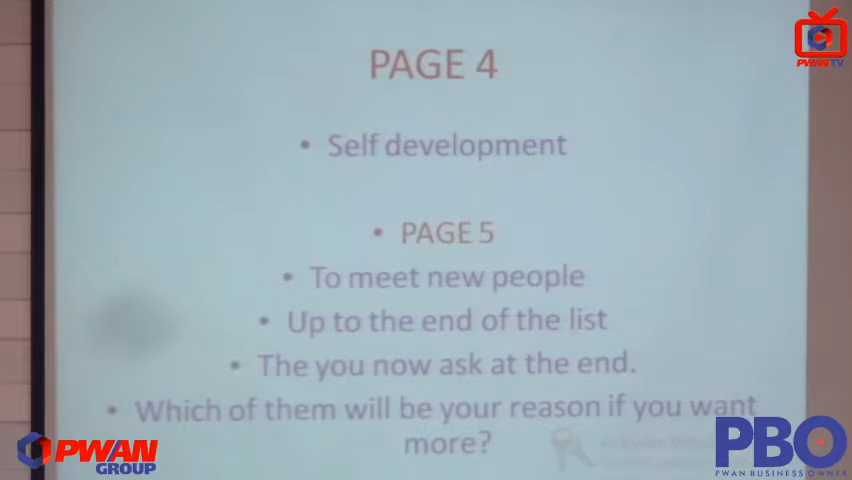 PWAN TV
PAGE 4
• Self development
• PAGE 5
• To meet new people
• Up to the end of the list
• The you now ask at the end.
• Which of them will be your reason if you want
more?
PWAN
GROUP
PBO
PWAN BUSINESS OWNER